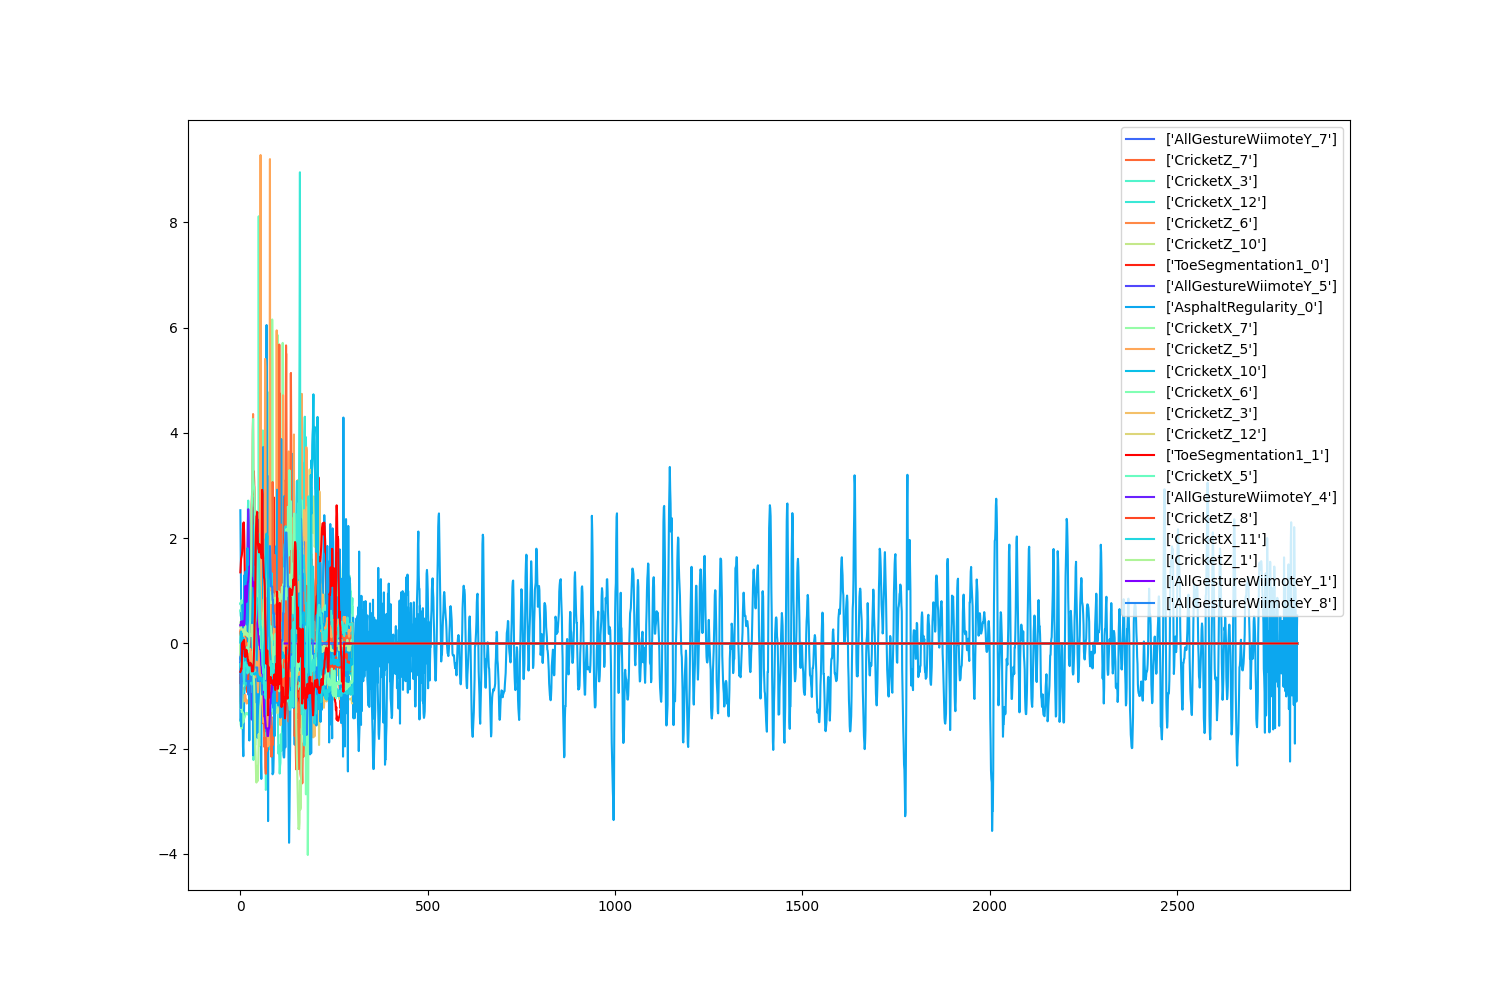 ['AllGestureWiimoteY_7']
['CricketZ_7']
['CricketX_3']
['CricketX_12']
['CricketZ_6']
['CricketZ_10']
['ToeSegmentation1_0']
['AllGestureWiimoteY_5']
['AsphaltRegularity_0']
['CricketX_7']
['CricketZ_5']
['CricketX_10']
['CricketX_6']
['CricketZ_3']
['CricketZ_12']
['ToeSegmentation1_1']
['CricketX_5']
['AllGestureWiimoteY_4']
['CricketZ_8']
['CricketX_11']
['CricketZ_1']
['AllGestureWiimoteY_1']
['AllGestureWiimoteY_8']
8
6
4
2
0
−2
−4
0 500 1000 1500 2000 2500